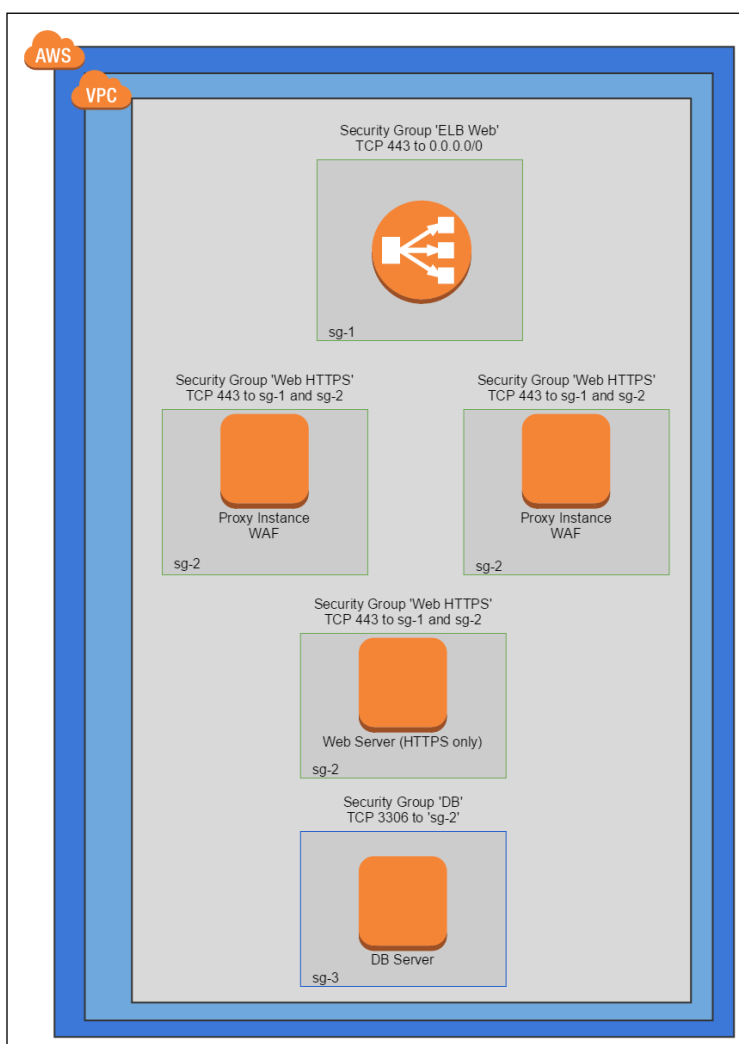 AWS
VPC
Security Group 'ELB Web'
TCP 443 to 0.0.0.0/0
sg-1
Security Group 'Web HTTPS'
TCP 443 to sg-1 and sg-2
Proxy Instance
WAF
sg-2
Security Group 'Web HTTPS'
TCP 443 to sg-1 and sg-2
Proxy Instance
WAF
sg-2
Security Group 'Web HTTPS'
TCP 443 to sg-1 and sg-2
Web Server (HTTPS only)
sg-2
Security Group 'DB'
TCP 3306 to 'sg-2'
DB Server
sg-3